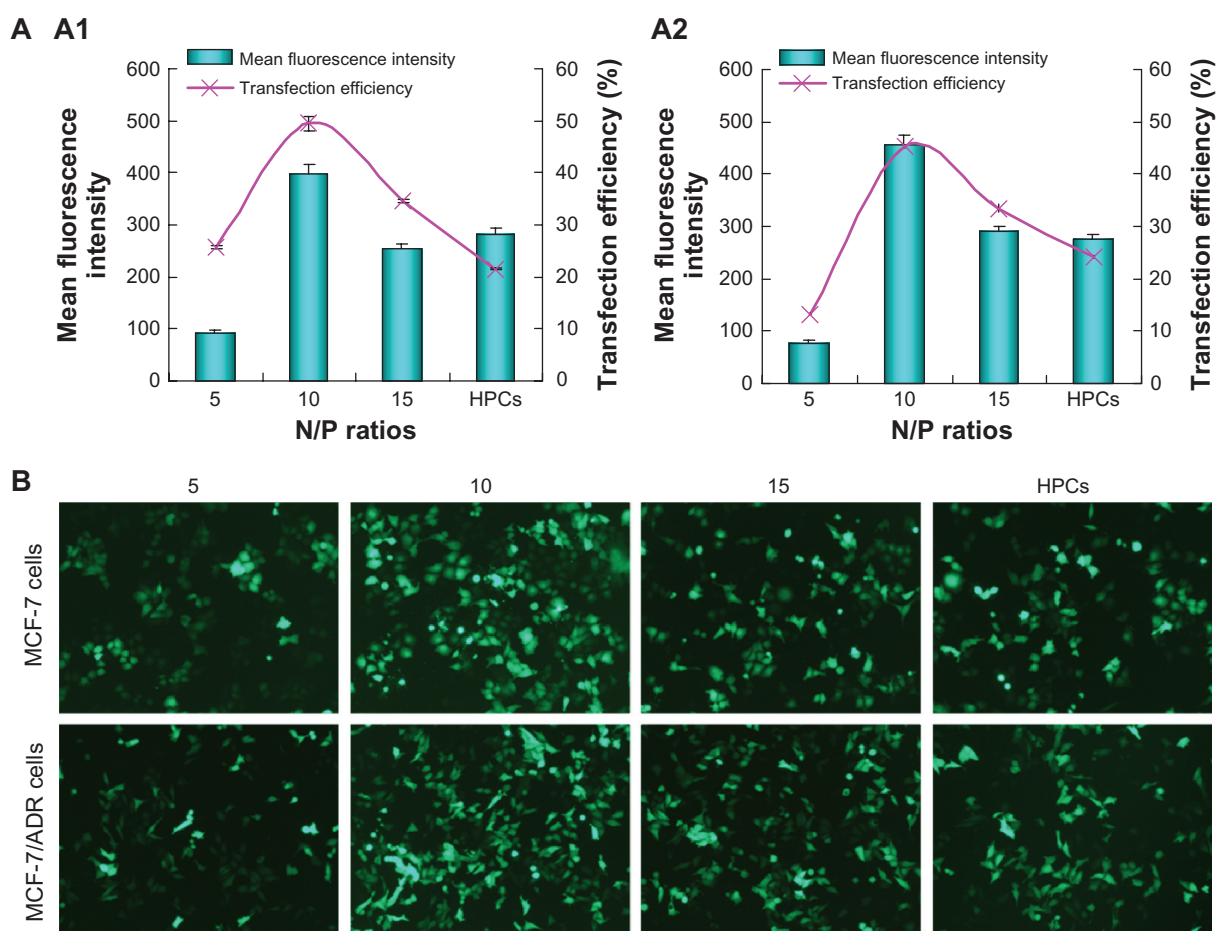 A A1
Mean fluorescence intensity
Transfection efficiency
600
500
400
300
200
100
0
Mean fluorescence
intensity
60
50
40
30
20
10
0
Transfection efficiency (%)
5 10 15 HPCs
N/P ratios
A2
Mean fluorescence intensity
Transfection efficiency
600
500
400
300
200
100
0
Mean fluorescence
intensity
60
50
40
30
20
10
0
Transfection efficiency (%)
5 10 15 HPCs
N/P ratios
B
5 10 15 HPCs
MCF-7 cells
MCF-7/ADR cells